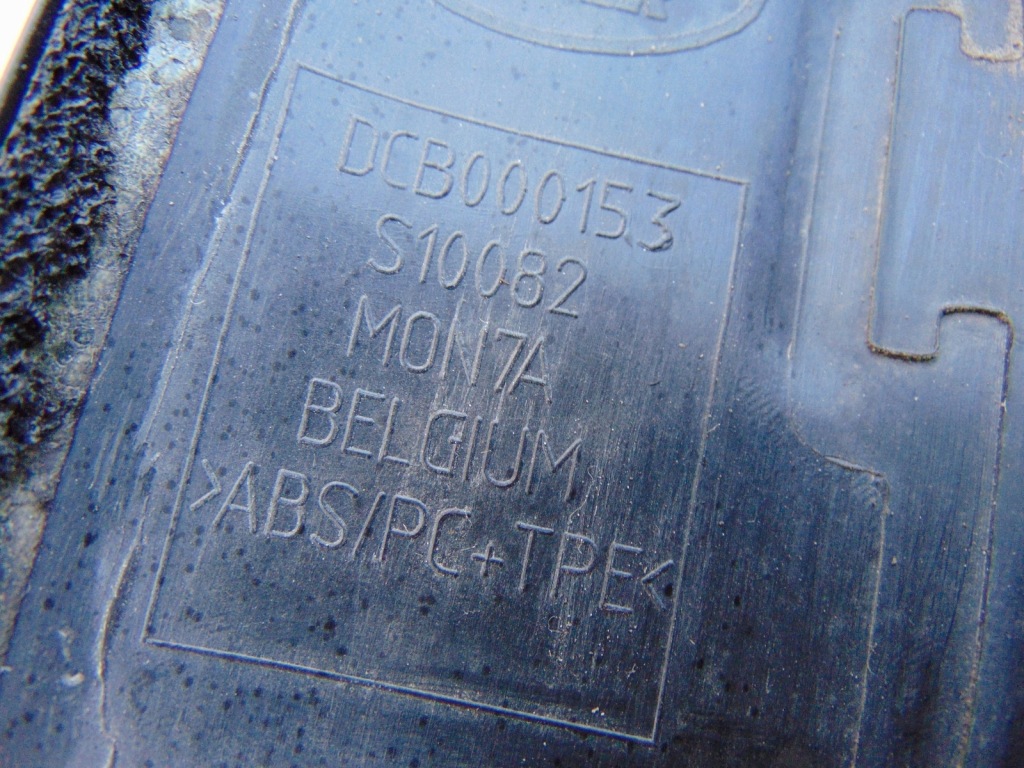 DCB000153
S10082
MON7A
BELGIUM
>ABS/PC+TPE<